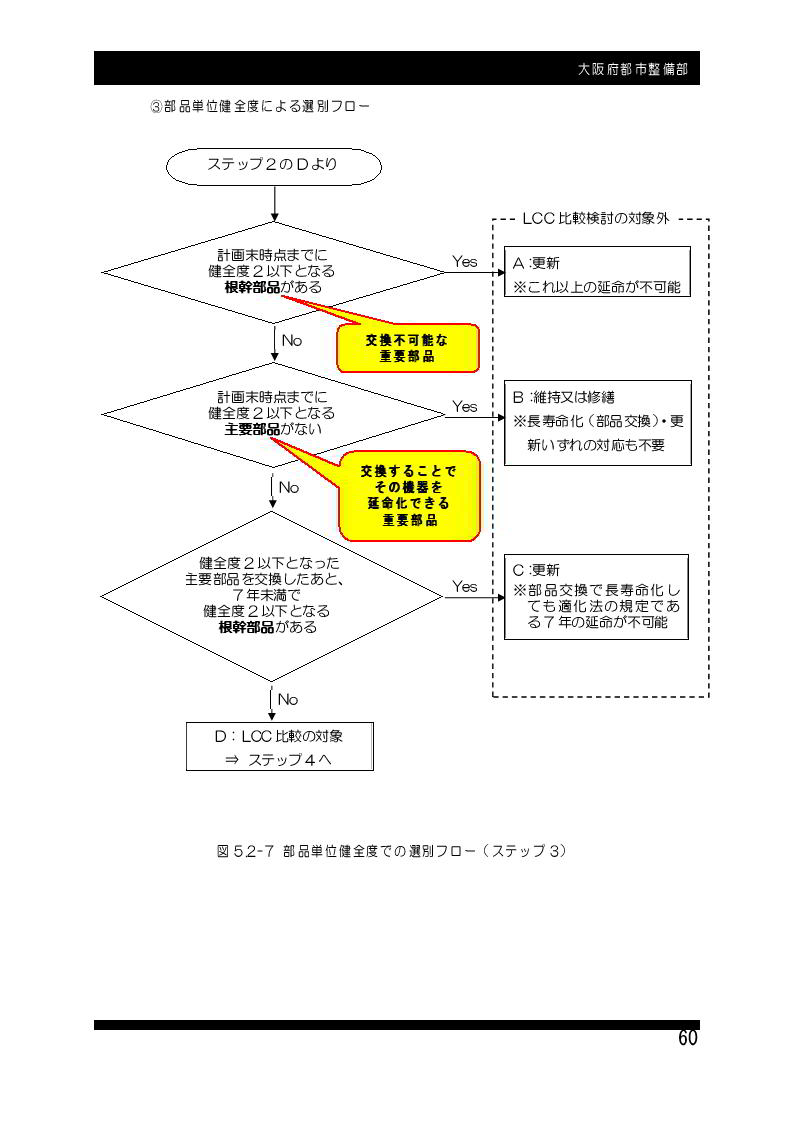 大阪府都市整備部
③部品単位健全度による選別フロー
ステップ2のDより
LCC比較検討の対象外
計画末時点までに
健全度2以下となる
根幹部品がある
Yes
A:更新
※これ以上の延命が不可能
No
交換不可能な
重要部品
計画末時点までに
健全度2以下となる
主要部品がない
Yes
B:維持又は修繕
※長寿命化(部品交換)・更
新いずれの対応も不要
No
交換することで
その機器を
延命化できる
重要部品
健全度2以下となった
主要部品を交換したあと、
7年未満で
健全度2以下となる
根幹部品がある
Yes
C:更新
※部品交換で長寿命化し
ても適化法の規定であ
る7年の延命が不可能
No
D:LCC比較の対象
⇒ ステップ4へ
図5.2-7 部品単位健全度での選別フロー(ステップ3)
60